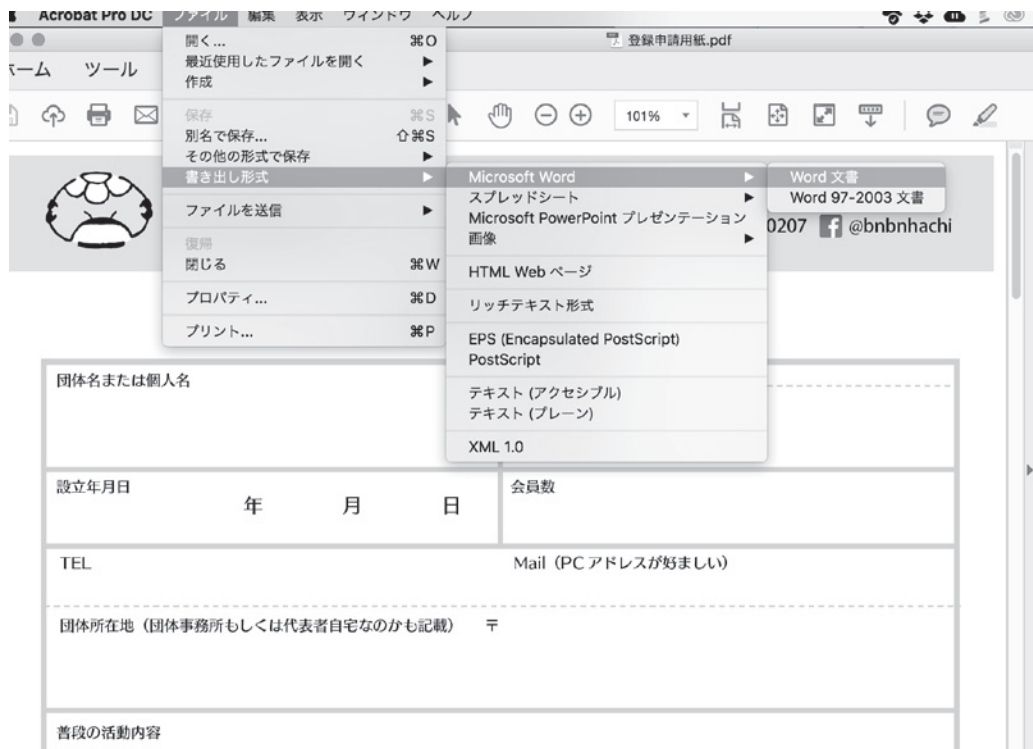 Acrobat Pro DC ファイル 編集 表示 ウィンドウ ヘルプ
登録申請用紙.pdf
ホーム ツール
101%
開く... ⌘O
最近使用したファイルを開く ▶
作成 ▶
保存 ⌘S
別名で保存... ⇧⌘S
その他の形式で保存 ▶
書き出し形式 ▶
ファイルを送信 ▶
復帰
閉じる ⌘W
プロパティ... ⌘D
プリント... ⌘P
Microsoft Word ▶
スプレッドシート ▶
Microsoft PowerPoint プレゼンテーション
画像 ▶
HTML Web ページ
リッチテキスト形式
EPS (Encapsulated PostScript)
PostScript
テキスト (アクセシブル)
テキスト (プレーン)
XML 1.0
Word 文書
Word 97-2003 文書
0207 @bnbnhachi
団体名または個人名
設立年月日
年 月 日
会員数
TEL
Mail（PCアドレスが好ましい）
団体所在地（団体事務所もしくは代表者自宅なのかも記載） 〒
普段の活動内容